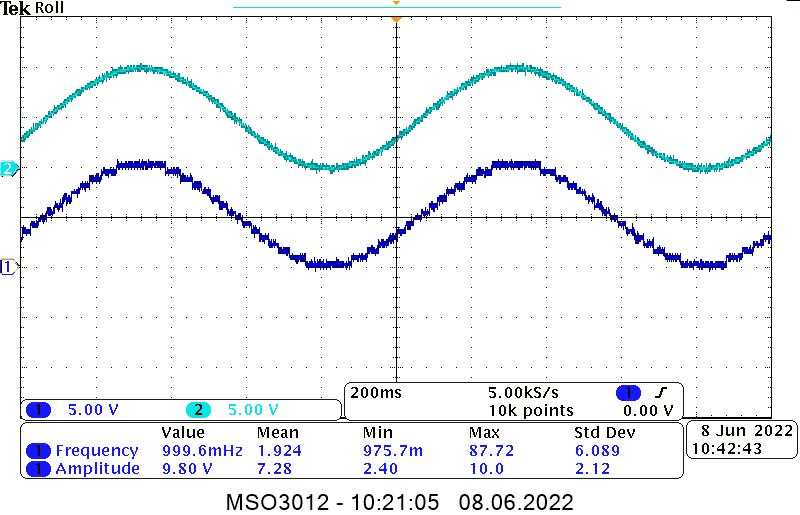 Tek Roll
2
1
1 5.00 V 2 5.00 V
200ms 5.00kS/s 1
10k points 0.00 V
Value Mean Min Max Std Dev
1 Frequency 999.6mHz 1.924 975.7m 87.72 6.089
1 Amplitude 9.80 V 7.28 2.40 10.0 2.12
8 Jun 2022
10:42:43
MSO3012 - 10:21:05 08.06.2022